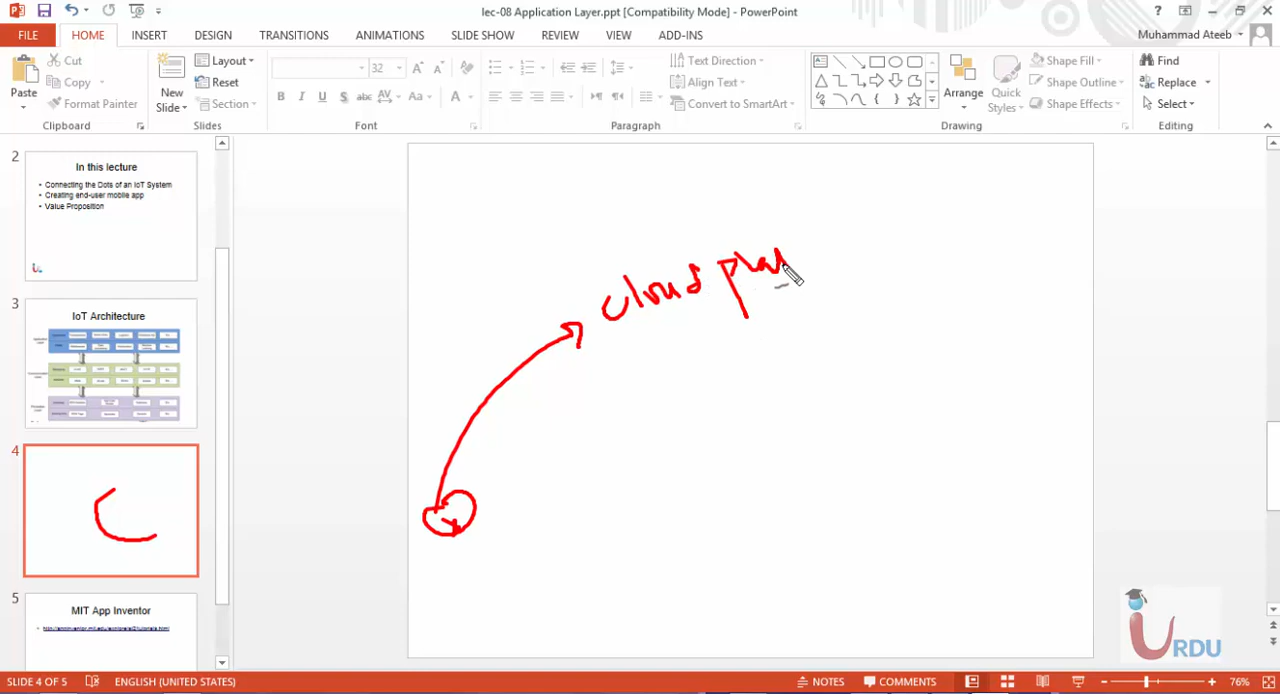 lec-08 Application Layer.ppt [Compatibility Mode] - PowerPoint
FILE HOME INSERT DESIGN TRANSITIONS ANIMATIONS SLIDE SHOW REVIEW VIEW ADD-INS Muhammad Ateeb
Cut Layout 32 Text Direction Shape Fill Find
Copy Reset Align Text Shape Outline Replace
Paste Format Painter New Slide Section B I U S abc AV Aa A Convert to SmartArt Arrange Quick Styles Shape Effects Select
Clipboard Slides Font Paragraph Drawing Editing
2
In this lecture
• Connecting the Dots of an IoT System
• Creating end-user mobile app
• Value Proposition
3
IoT Architecture
4
5
MIT App Inventor
cloud pla
x
URDU
SLIDE 4 OF 5 ENGLISH (UNITED STATES) NOTES COMMENTS 76%